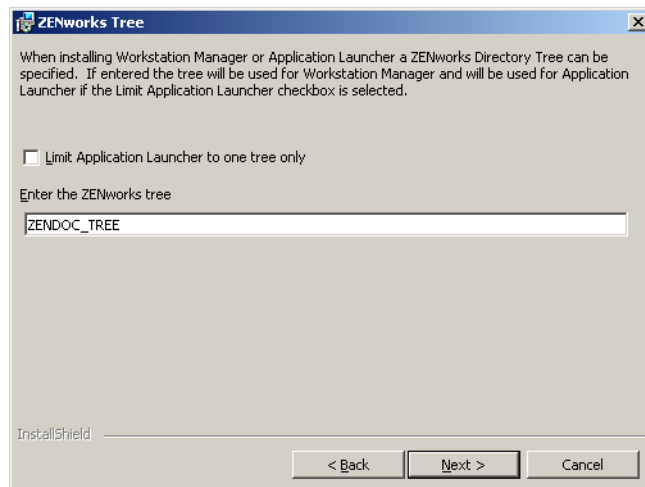 ZENworks Tree
When installing Workstation Manager or Application Launcher a ZENworks Directory Tree can be
specified. If entered the tree will be used for Workstation Manager and will be used for Application
Launcher if the Limit Application Launcher checkbox is selected.
Limit Application Launcher to one tree only
Enter the ZENworks tree
ZENDOC_TREE
InstallShield
< Back Next > Cancel